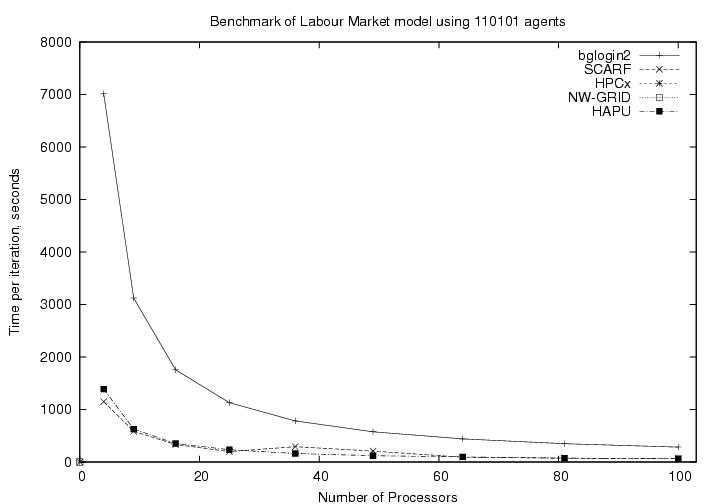 Benchmark of Labour Market model using 110101 agents
8000
7000
6000
5000
4000
3000
2000
1000
0
Time per iteration, seconds
bglogin2
SCARF
HPCx
NW-GRID
HAPU
0 20 40 60 80 100
Number of Processors